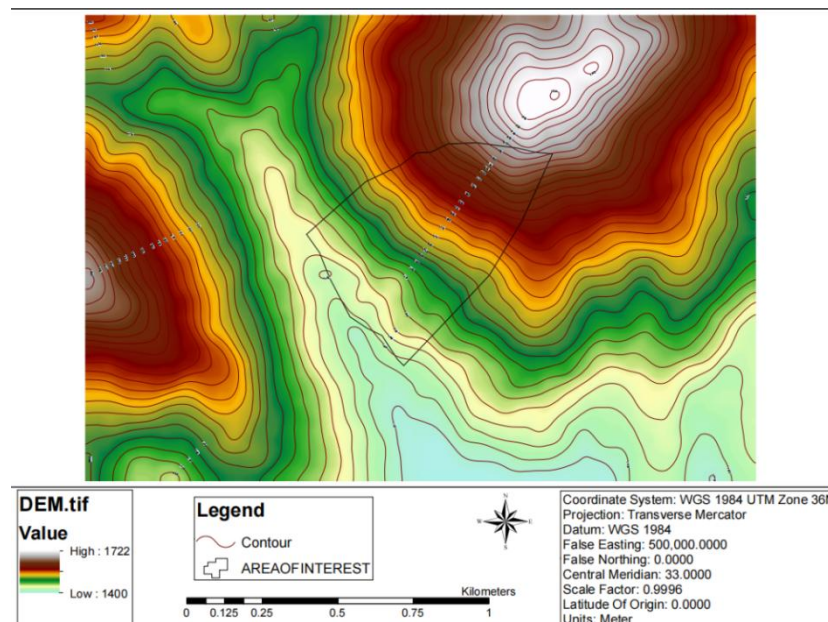 DEM.tif
Value
High : 1722
Low : 1400
Legend
Contour
AREAOFINTEREST
N
W
E
S
Kilometers
0 0.125 0.25 0.5 0.75 1
Coordinate System: WGS 1984 UTM Zone 36N
Projection: Transverse Mercator
Datum: WGS 1984
False Easting: 500,000.0000
False Northing: 0.0000
Central Meridian: 33.0000
Scale Factor: 0.9996
Latitude Of Origin: 0.0000
Units: Meter